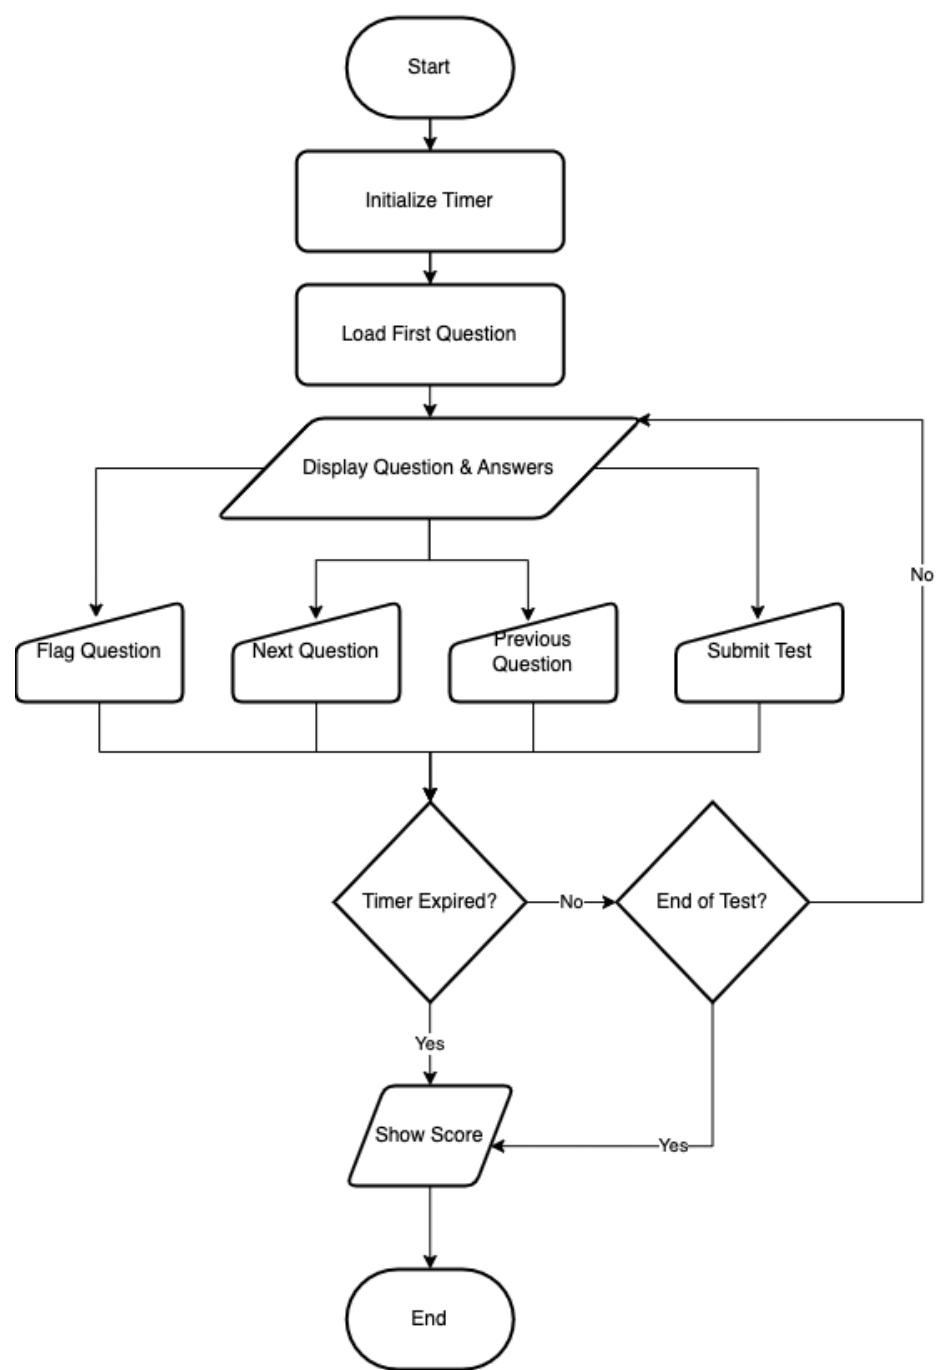 Start
Initialize Timer
Load First Question
Display Question & Answers
No
Flag Question
Next Question
Previous
Question
Submit Test
Timer Expired?
No
End of Test?
Yes
Show Score
Yes
End